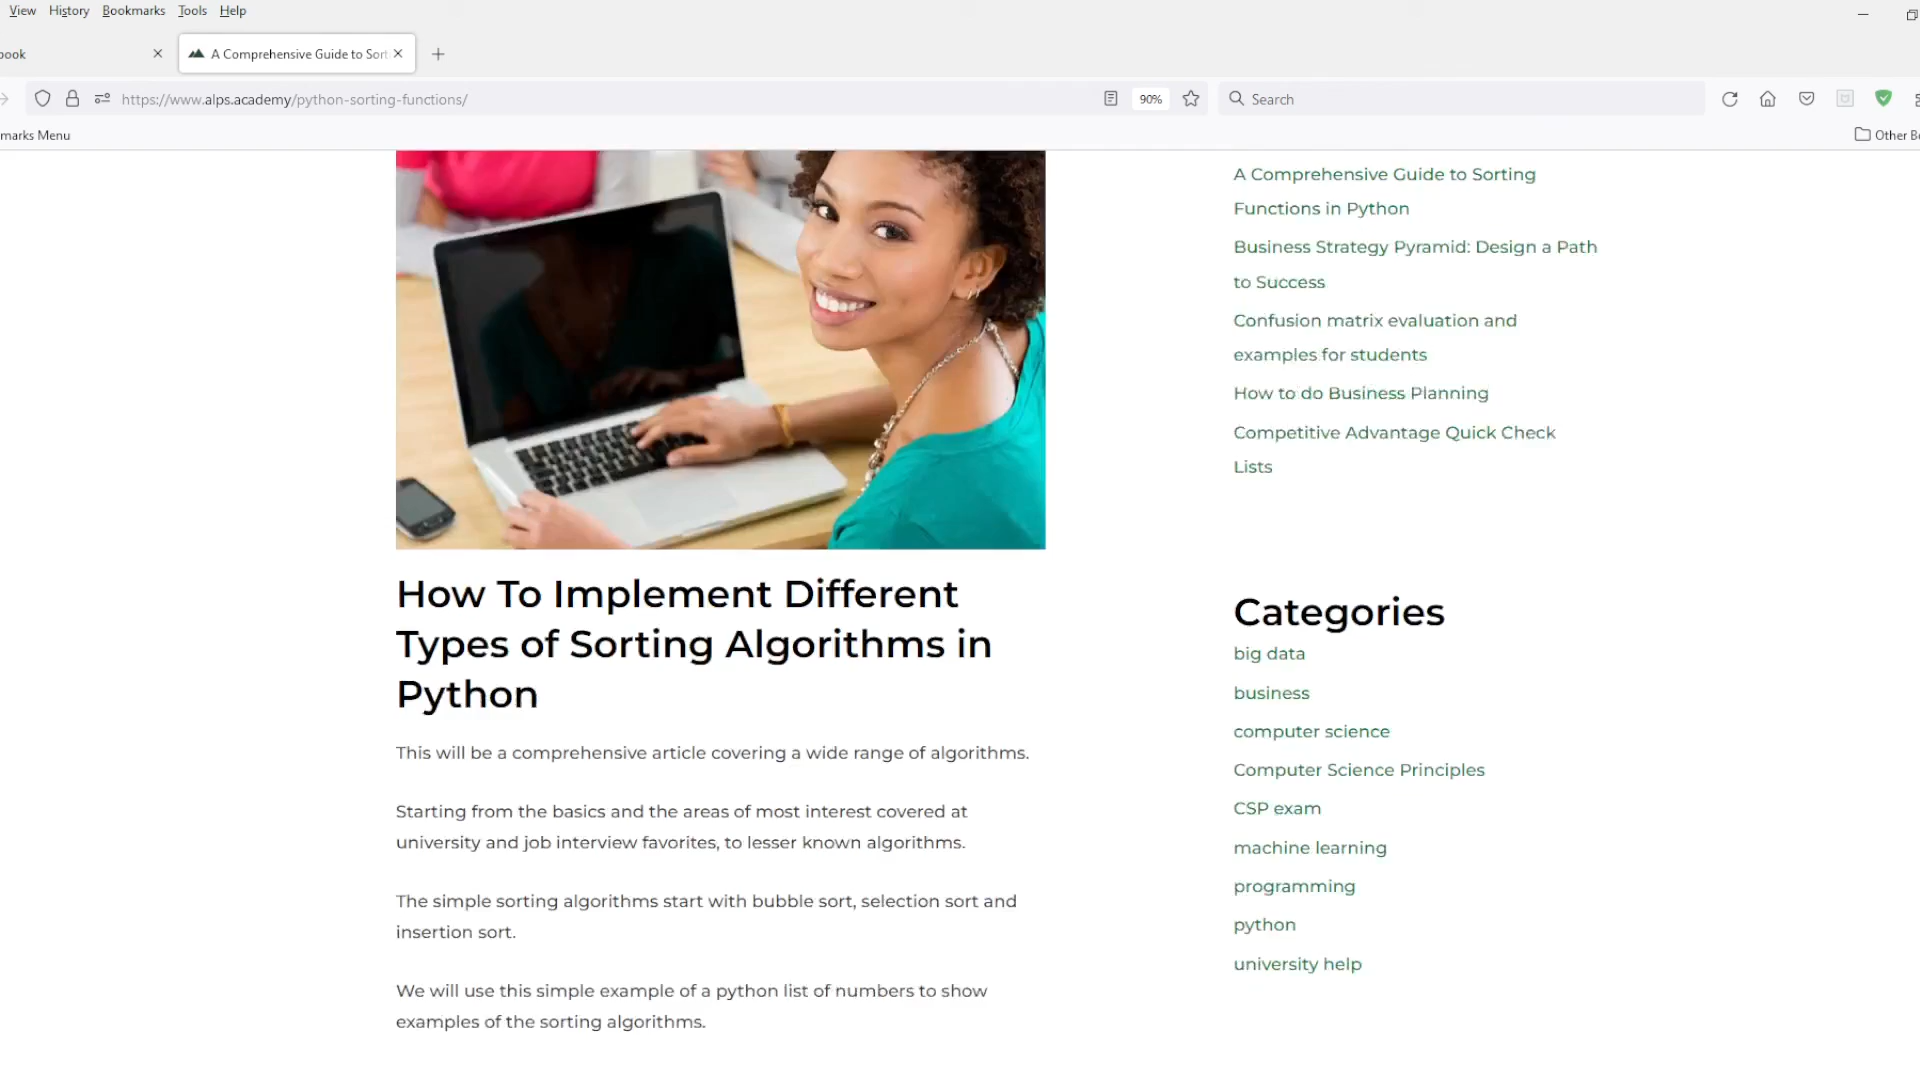 View History Bookmarks Tools Help
A Comprehensive Guide to Sort
https://www.alps.academy/python-sorting-functions/
90%
Search
marks Menu
A Comprehensive Guide to Sorting
Functions in Python
Business Strategy Pyramid: Design a Path
to Success
Confusion matrix evaluation and
examples for students
How to do Business Planning
Competitive Advantage Quick Check
Lists
How To Implement Different
Types of Sorting Algorithms in
Python
This will be a comprehensive article covering a wide range of algorithms.
Starting from the basics and the areas of most interest covered at
university and job interview favorites, to lesser known algorithms.
The simple sorting algorithms start with bubble sort, selection sort and
insertion sort.
We will use this simple example of a python list of numbers to show
examples of the sorting algorithms.
Categories
big data
business
computer science
Computer Science Principles
CSP exam
machine learning
programming
python
university help